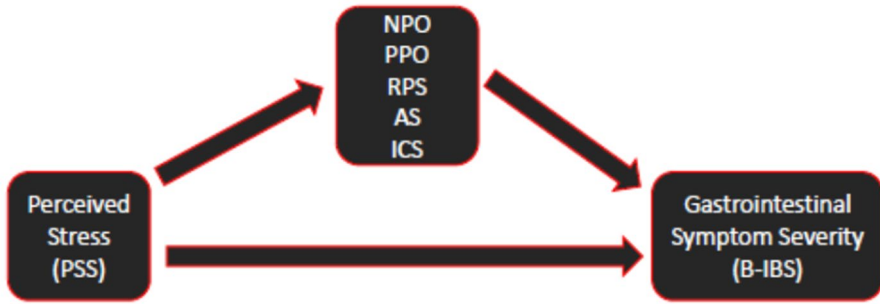 NPO
PPO
RPS
AS
ICS
Perceived
Stress
(PSS)
Gastrointestinal
Symptom Severity
(B-IBS)